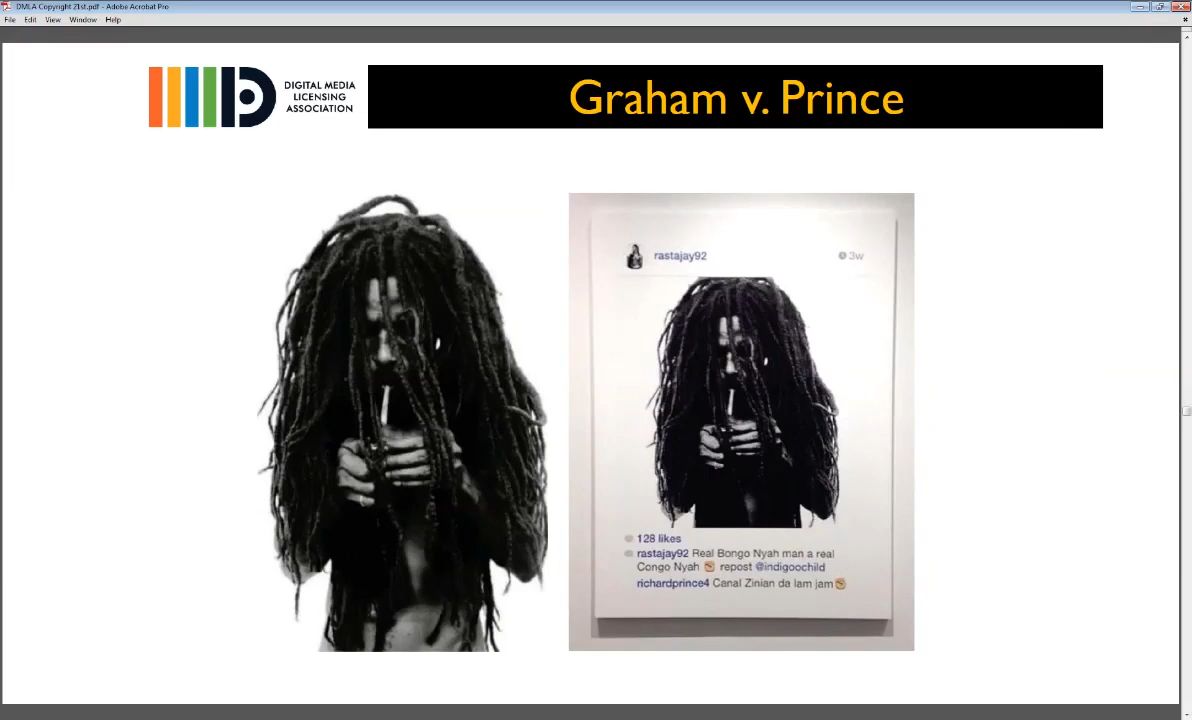 DMLA Copyright 21st.pdf - Adobe Acrobat Pro
File Edit View Window Help
DIGITAL MEDIA
LICENSING
ASSOCIATION
Graham v. Prince
rastajay92 3w
128 likes
rastajay92 Real Bongo Nyah man a real
Congo Nyah ✊ repost @indigoochild
richardprince4 Canal Zinian da lam jam✊